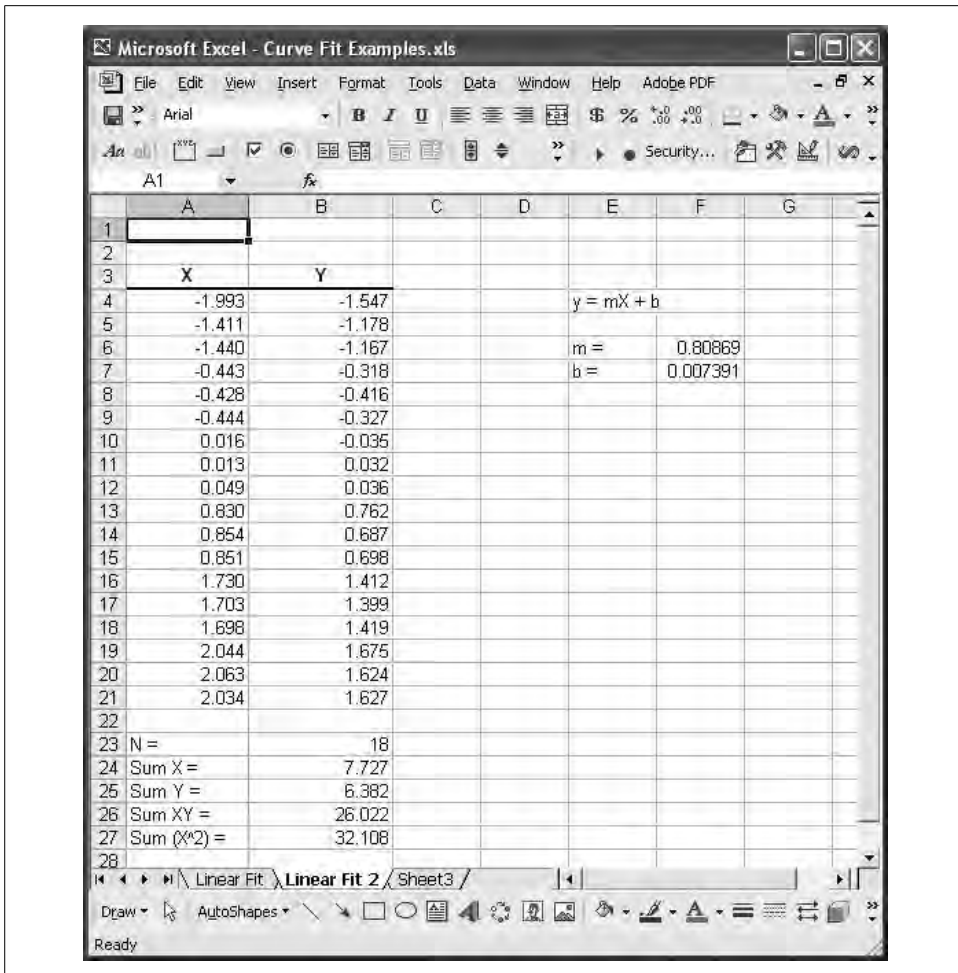 Microsoft Excel - Curve Fit Examples.xls
File Edit View Insert Format Tools Data Window Help Adobe PDF
Arial B I U $ %
Aa Security...
A1 fx
A B C D E F G
1
2
3 X Y
4 -1.993 -1.547 y = mX + b
5 -1.411 -1.178
6 -1.440 -1.167 m = 0.80869
7 -0.443 -0.318 b = 0.007391
8 -0.428 -0.416
9 -0.444 -0.327
10 0.016 -0.035
11 0.013 0.032
12 0.049 0.036
13 0.830 0.762
14 0.854 0.687
15 0.851 0.698
16 1.730 1.412
17 1.703 1.399
18 1.698 1.419
19 2.044 1.675
20 2.063 1.624
21 2.034 1.627
22
23 N = 18
24 Sum X = 7.727
25 Sum Y = 6.382
26 Sum XY = 26.022
27 Sum (X^2) = 32.108
28
Linear Fit Linear Fit 2 Sheet3
Draw AutoShapes A
Ready